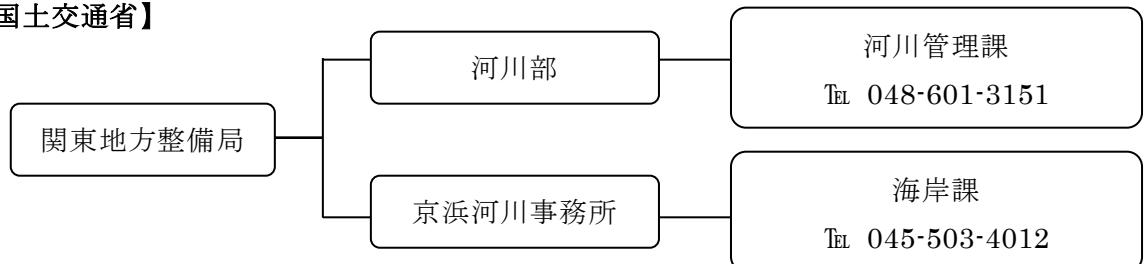 国土交通省】
関東地方整備局
河川部
河川管理課
℡ 048-601-3151
京浜河川事務所
海岸課
℡ 045-503-4012